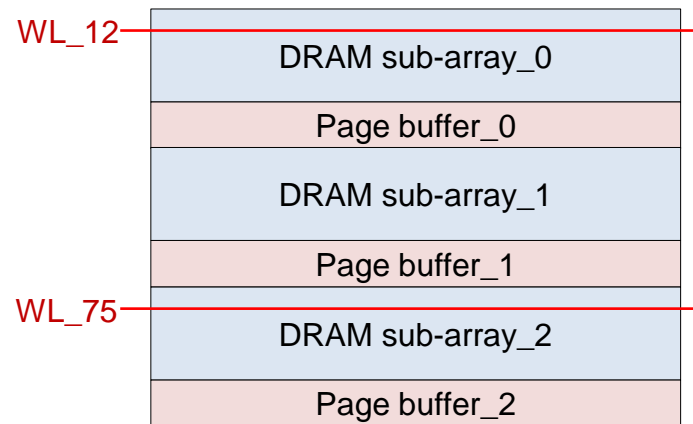 WL_12
DRAM sub-array_0
Page buffer_0
DRAM sub-array_1
Page buffer_1
WL_75
DRAM sub-array_2
Page buffer_2